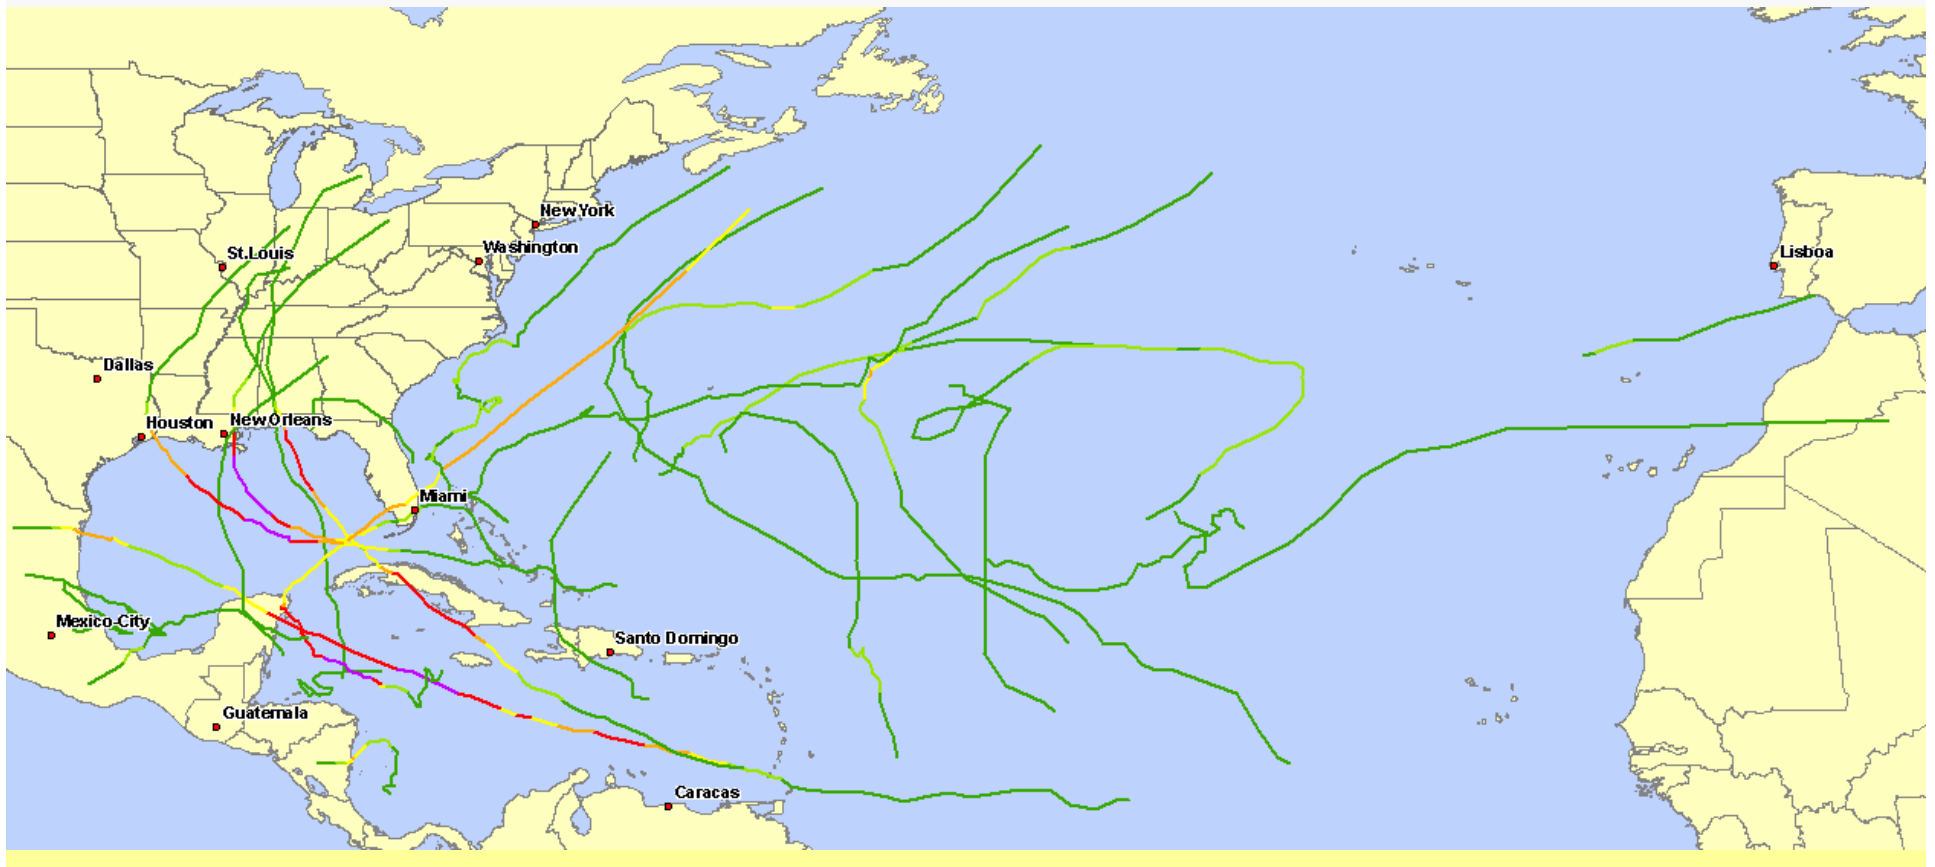 New York
Washington
St.Louis
Lisboa
Dallas
Houston
New Orleans
Miami
Mexico-City
Santo Domingo
Guatemala
Caracas